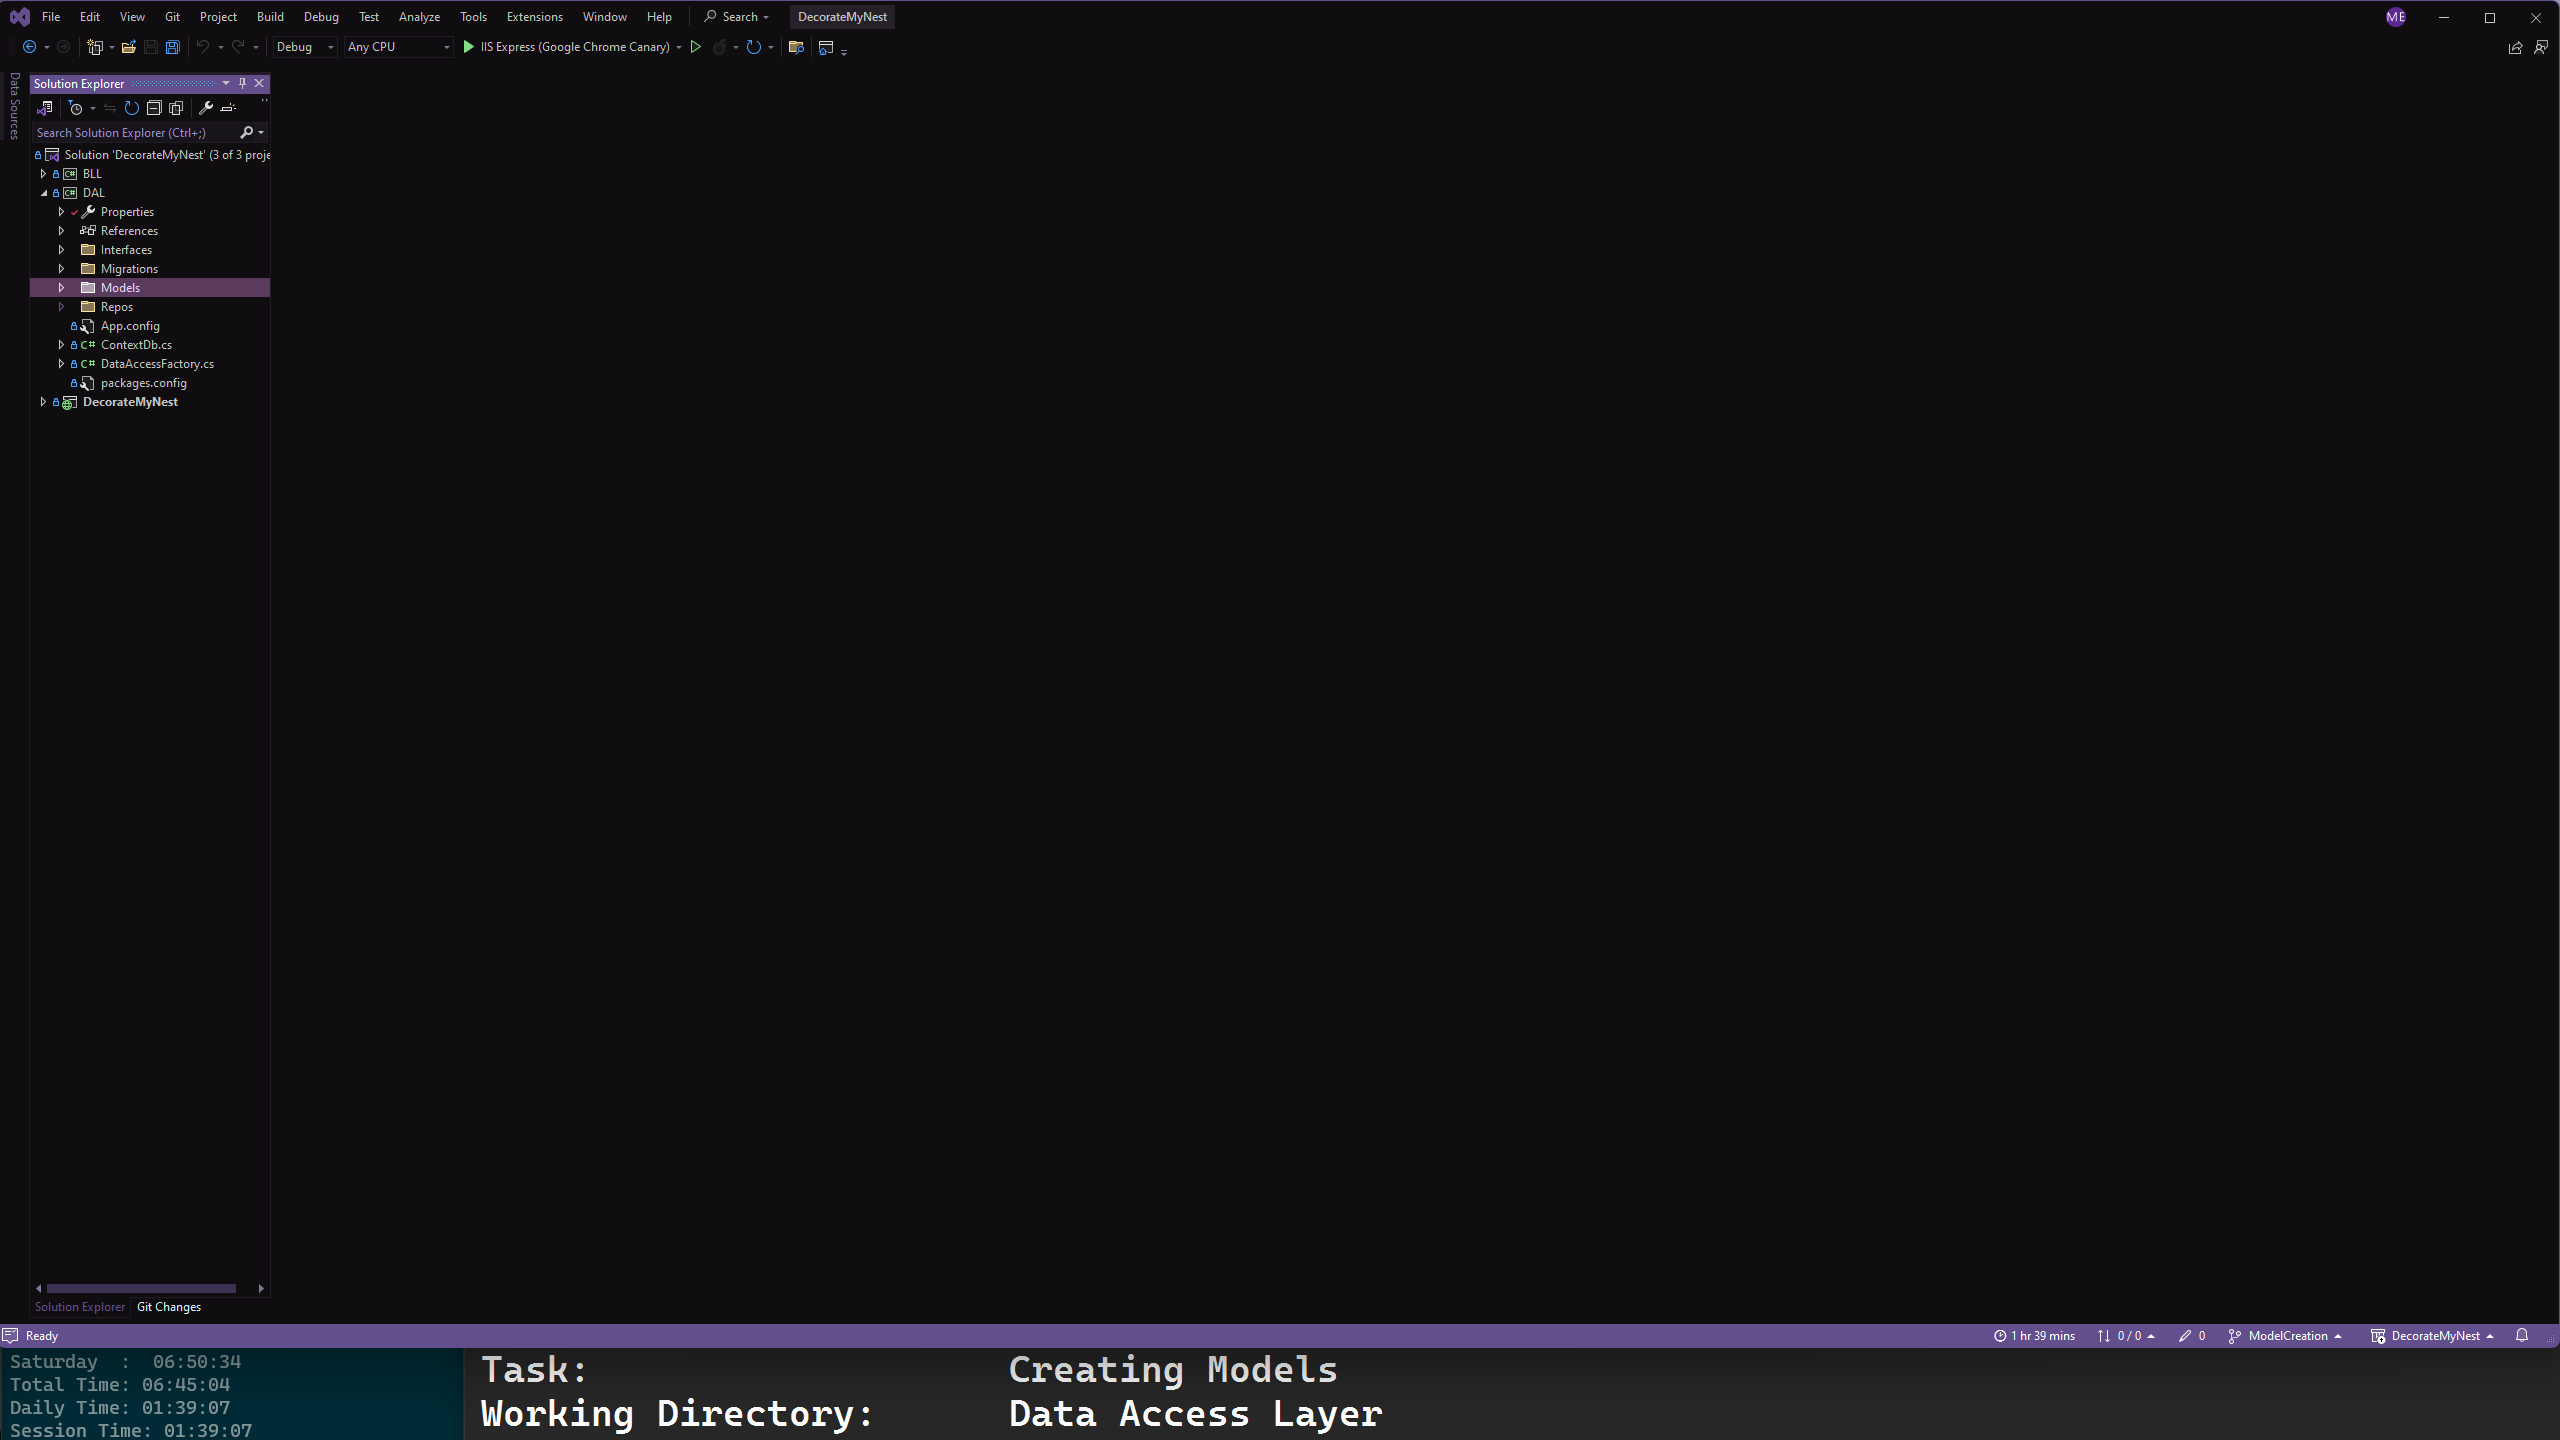 File Edit View Git Project Build Debug Test Analyze Tools Extensions Window Help Search DecorateMyNest ME
Debug Any CPU IIS Express (Google Chrome Canary)
Data Sources
Solution Explorer
Search Solution Explorer (Ctrl+;)
Solution 'DecorateMyNest' (3 of 3 proje
C# BLL
C# DAL
Properties
References
Interfaces
Migrations
Models
Repos
App.config
C# ContextDb.cs
C# DataAccessFactory.cs
packages.config
DecorateMyNest
Solution Explorer Git Changes
Ready 1 hr 39 mins 0 / 0 0 ModelCreation DecorateMyNest
Saturday : 06:50:34
Total Time: 06:45:04
Daily Time: 01:39:07
Session Time: 01:39:07
Task: Creating Models
Working Directory: Data Access Layer